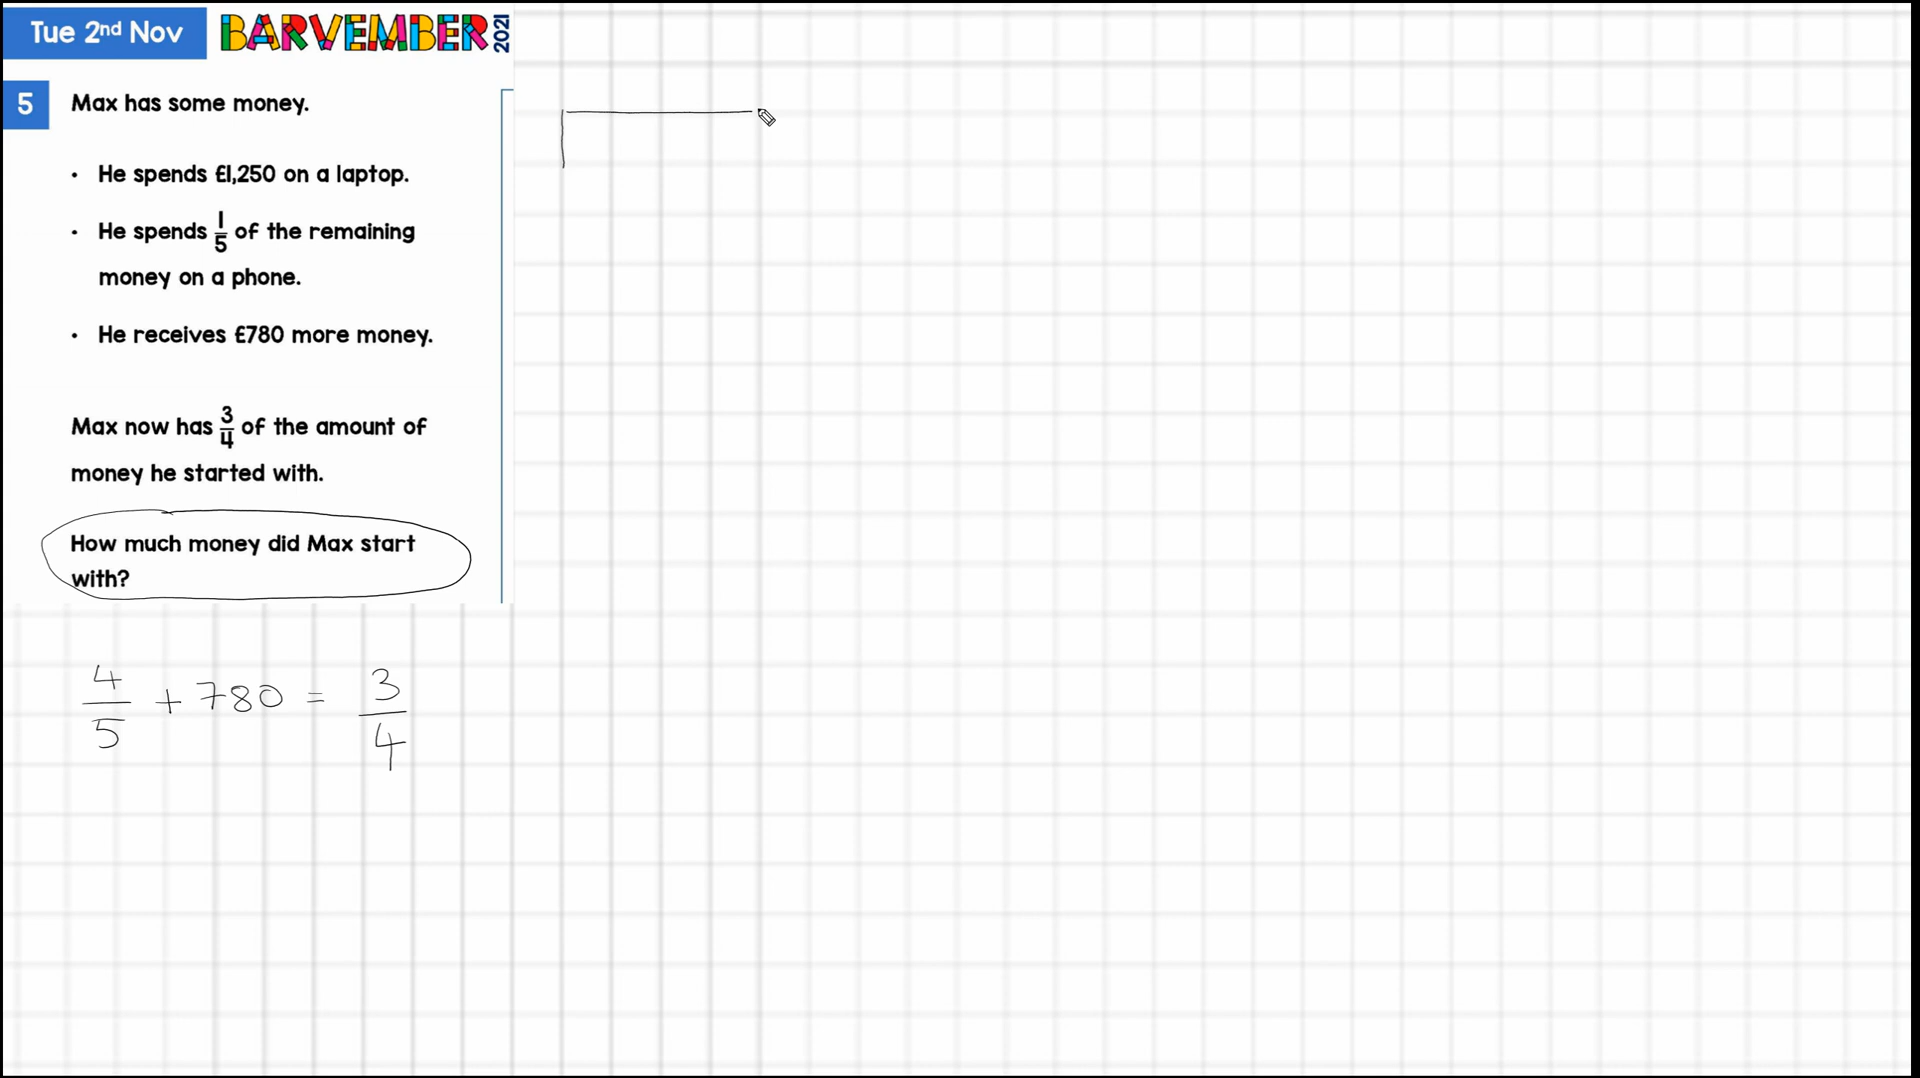 Tue 2nd Nov
BARVEMBER 2021
5 Max has some money.
• He spends £1,250 on a laptop.
• He spends 1/5 of the remaining
money on a phone.
• He receives £780 more money.
Max now has 3/4 of the amount of
money he started with.
How much money did Max start
with?
4/5 + 780 = 3/4